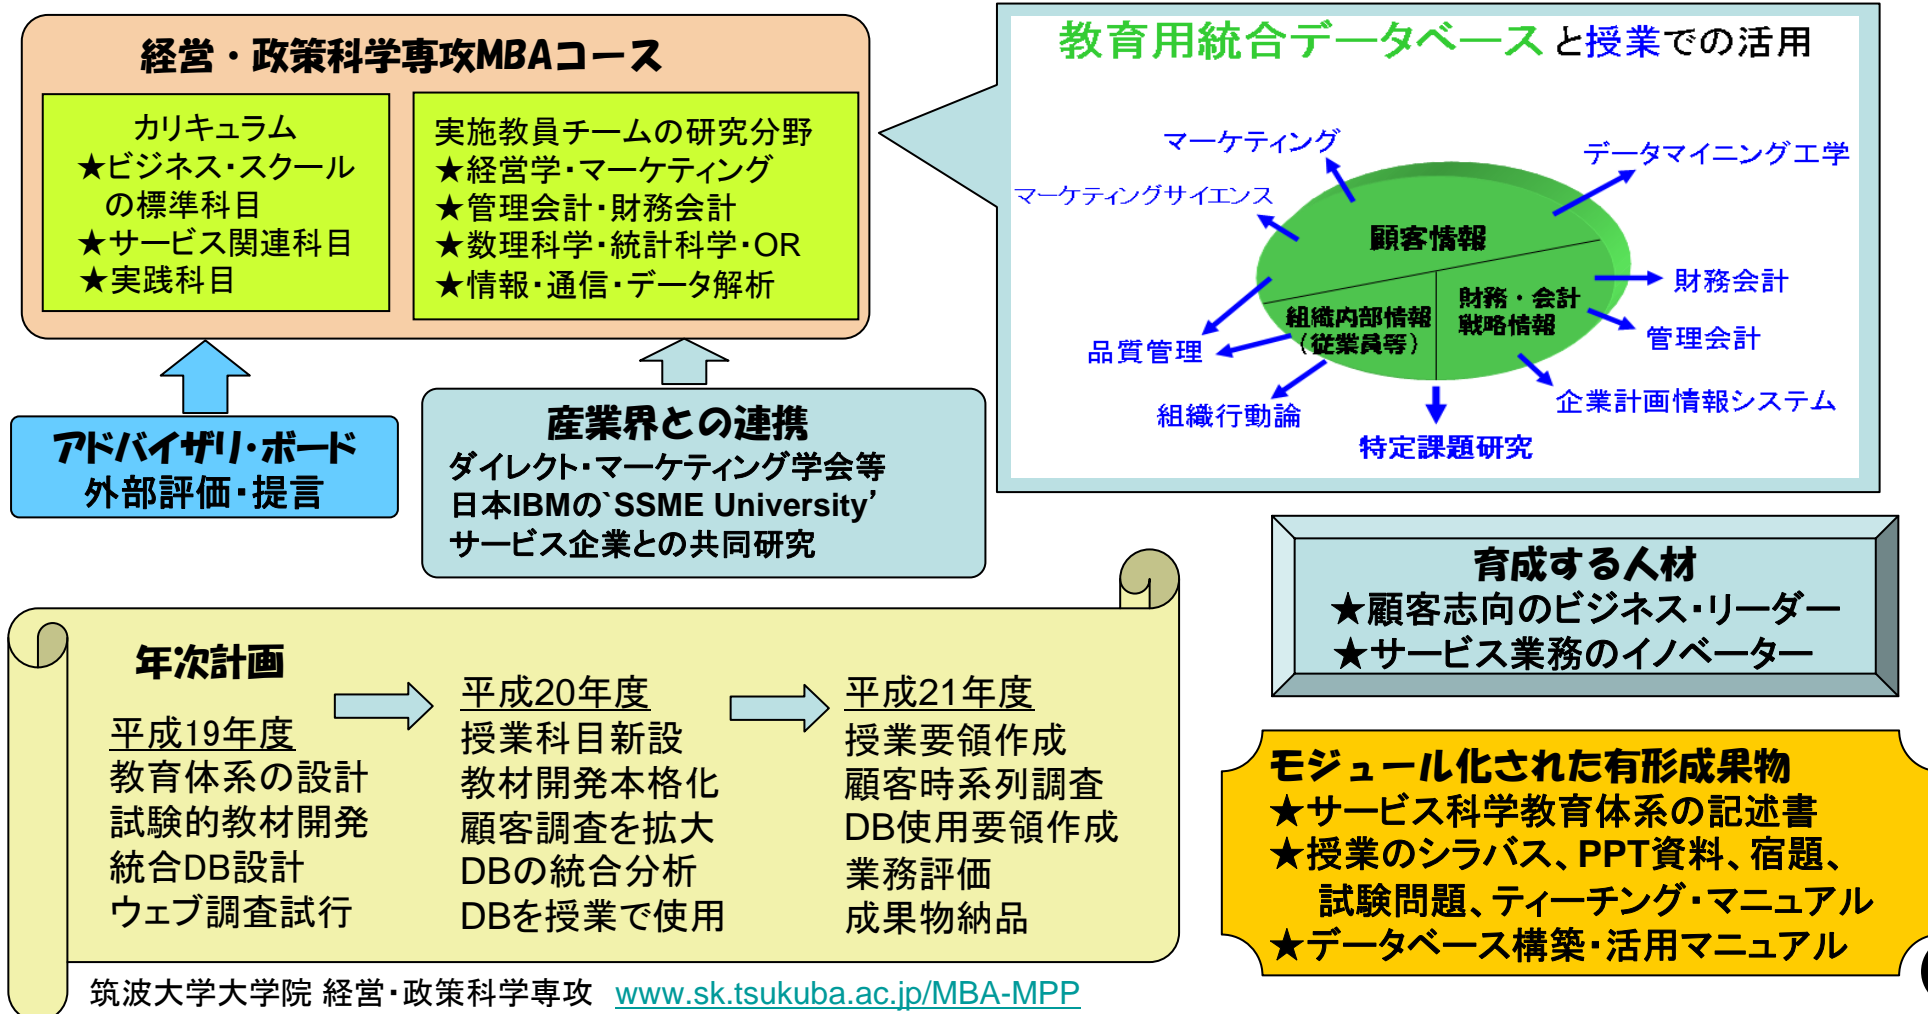 経営・政策科学専攻MBAコース
カリキュラム
★ビジネス・スクール
の標準科目
★サービス関連科目
★実践科目
実施教員チームの研究分野
★経営学・マーケティング
★管理会計・財務会計
★数理科学・統計科学・OR
★情報・通信・データ解析
アドバイザリ・ボード
外部評価・提言
産業界との連携
ダイレクト・マーケティング学会等
日本IBMの`SSME University’
サービス企業との共同研究
教育用統合データベースと授業での活用
マーケティング
データマイニング工学
マーケティングサイエンス
顧客情報
財務会計
財務・会計
戦略情報
組織内部情報
（従業員等）
管理会計
品質管理
企業計画情報システム
組織行動論
特定課題研究
育成する人材
★顧客志向のビジネス・リーダー
★サービス業務のイノベーター
年次計画
平成19年度
教育体系の設計
試験的教材開発
統合DB設計
ウェブ調査試行
平成20年度
授業科目新設
教材開発本格化
顧客調査を拡大
DBの統合分析
DBを授業で使用
平成21年度
授業要領作成
顧客時系列調査
DB使用要領作成
業務評価
成果物納品
モジュール化された有形成果物
★サービス科学教育体系の記述書
★授業のシラバス、PPT資料、宿題、
試験問題、ティーチング・マニュアル
★データベース構築・活用マニュアル
筑波大学大学院 経営・政策科学専攻 www.sk.tsukuba.ac.jp/MBA-MPP